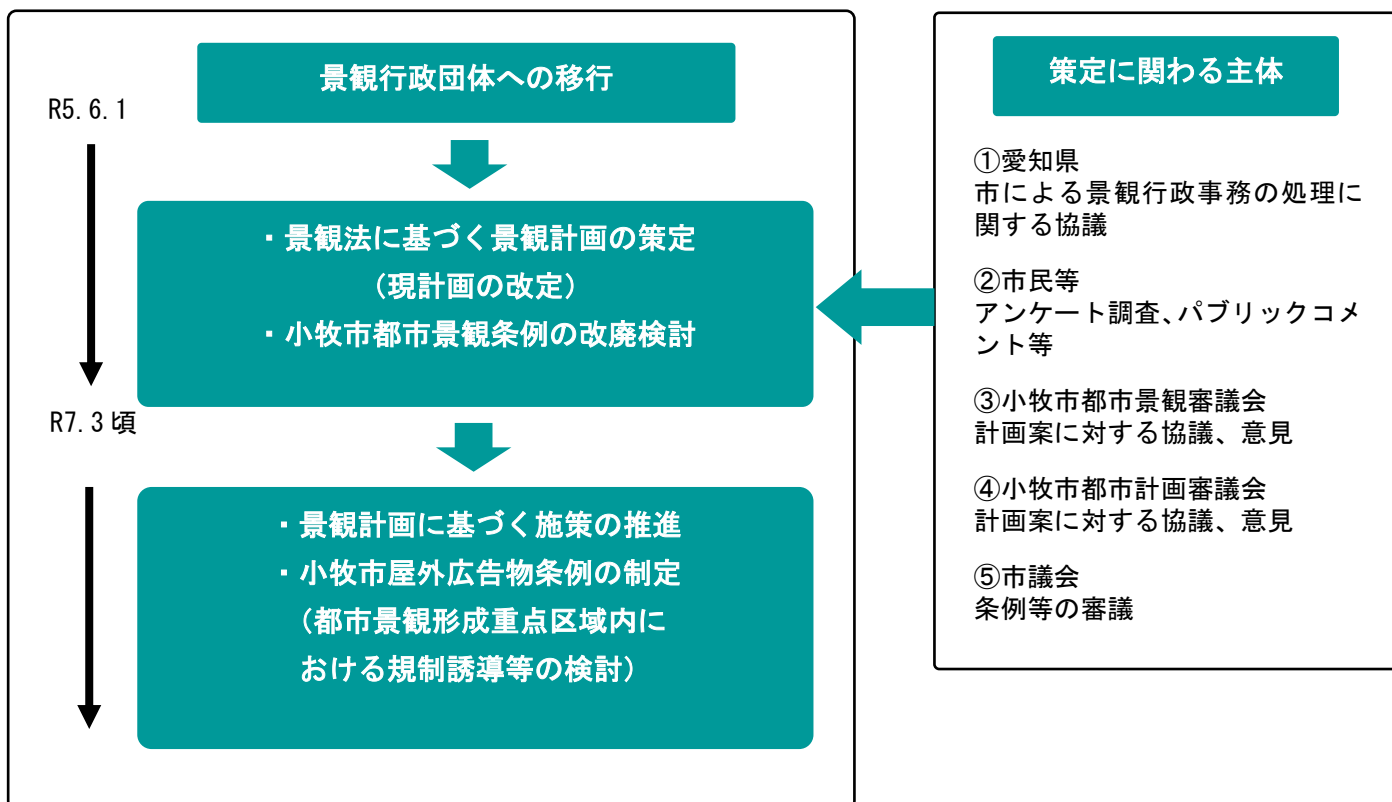 景観行政団体への移行
R5.6.1
・景観法に基づく景観計画の策定
（現計画の改定）
・小牧市都市景観条例の改廃検討
R7.3 頃
・景観計画に基づく施策の推進
・小牧市屋外広告物条例の制定
（都市景観形成重点区域内に
おける規制誘導等の検討）
策定に関わる主体
①愛知県
市による景観行政事務の処理に
関する協議
②市民等
アンケート調査、パブリックコメ
ント等
③小牧市都市景観審議会
計画案に対する協議、意見
④小牧市都市計画審議会
計画案に対する協議、意見
⑤市議会
条例等の審議